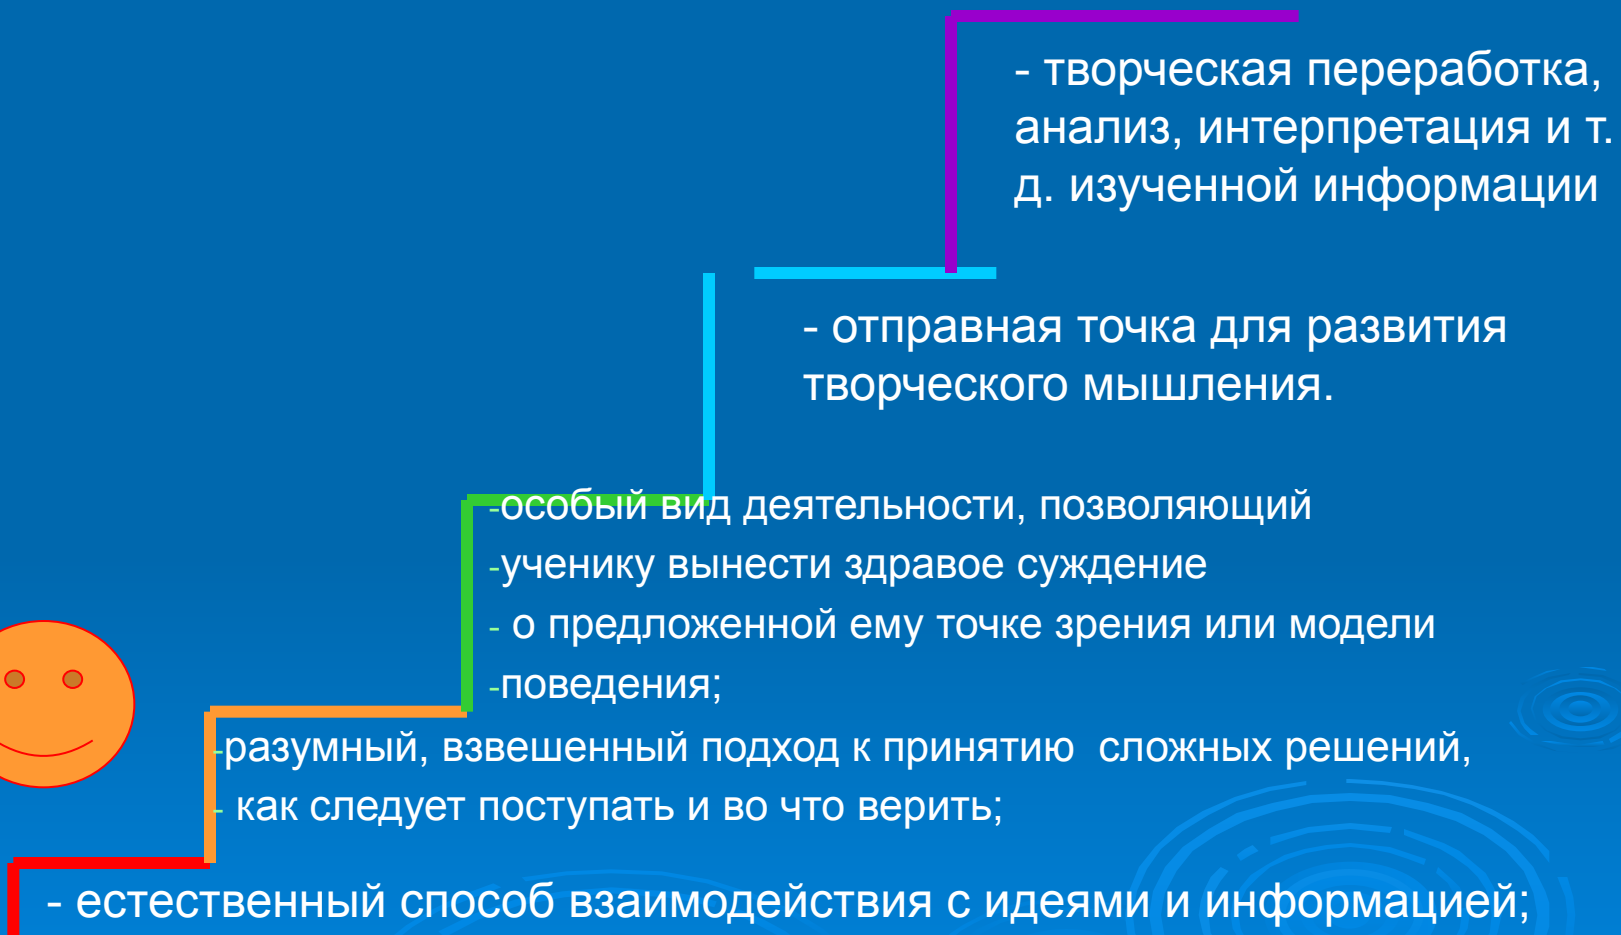 - творческая переработка,
анализ, интерпретация и т.
д. изученной информации
- отправная точка для развития
творческого мышления.
-особый вид деятельности, позволяющий
-ученику вынести здравое суждение
- о предложенной ему точке зрения или модели
-поведения;
-разумный, взвешенный подход к принятию  сложных решений,
- как следует поступать и во что верить;
- естественный способ взаимодействия с идеями и информацией;